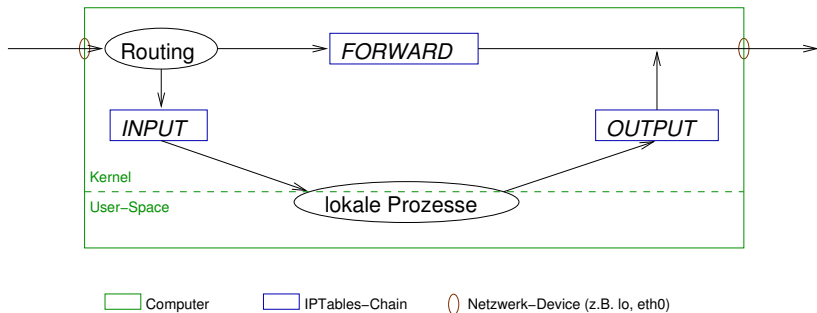 Routing
FORWARD
INPUT
OUTPUT
Kernel
User-Space
lokale Prozesse
Computer
IPTables-Chain
Netzwerk-Device (z.B. lo, eth0)